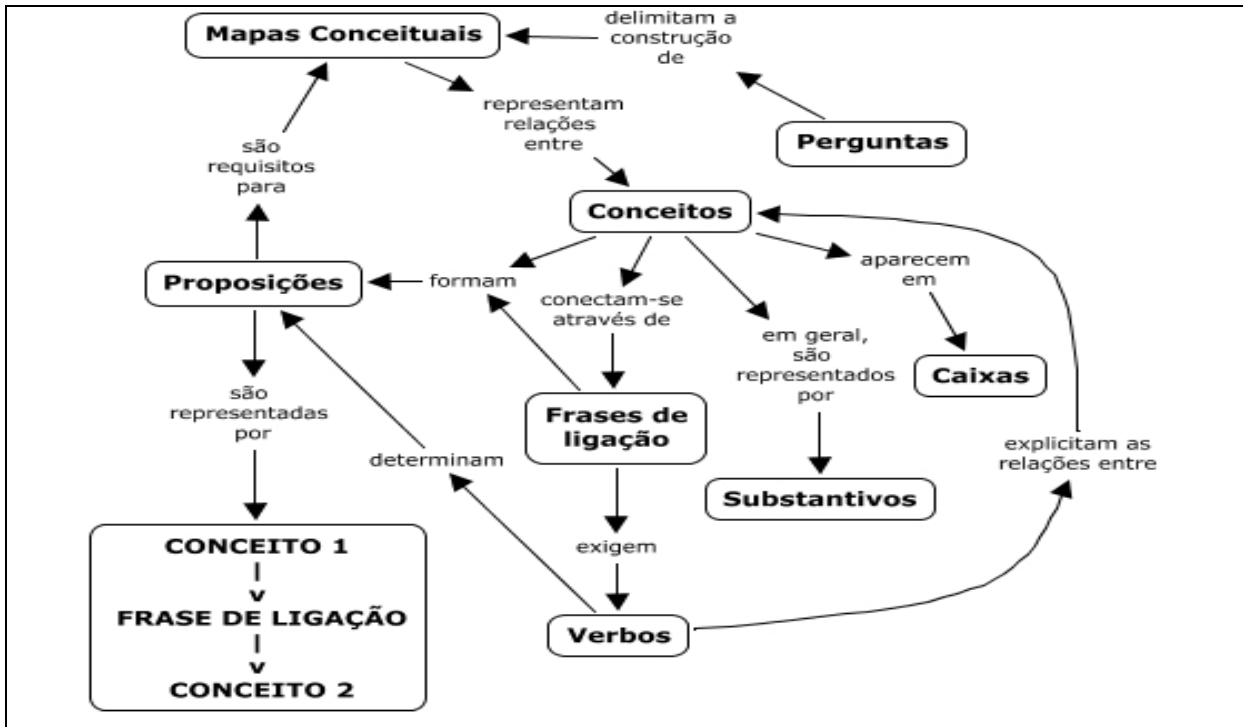 Mapas Conceituais
delimitam a
construção
de
representam
relações
entre
Perguntas
são
requisitos
para
Conceitos
Proposições
formam
conectam-se
através de
aparecem
em
em geral,
são
representados
por
Caixas
são
representadas
por
Frases de
ligação
determinam
explicitam as
relações entre
Substantivos
exigem
CONCEITO 1
|
v
FRASE DE LIGAÇÃO
|
v
CONCEITO 2
Verbos